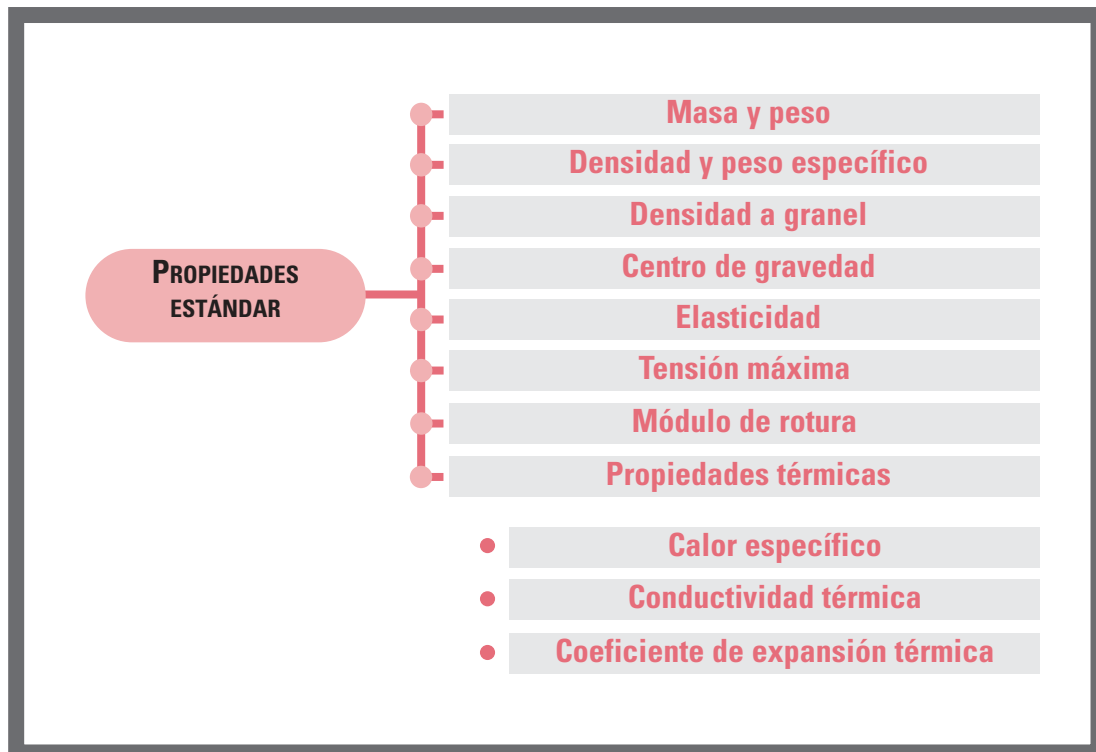 PROPIEDADES
ESTÁNDAR
Masa y peso
Densidad y peso específico
Densidad a granel
Centro de gravedad
Elasticidad
Tensión máxima
Módulo de rotura
Propiedades térmicas
Calor específico
Conductividad térmica
Coeficiente de expansión térmica